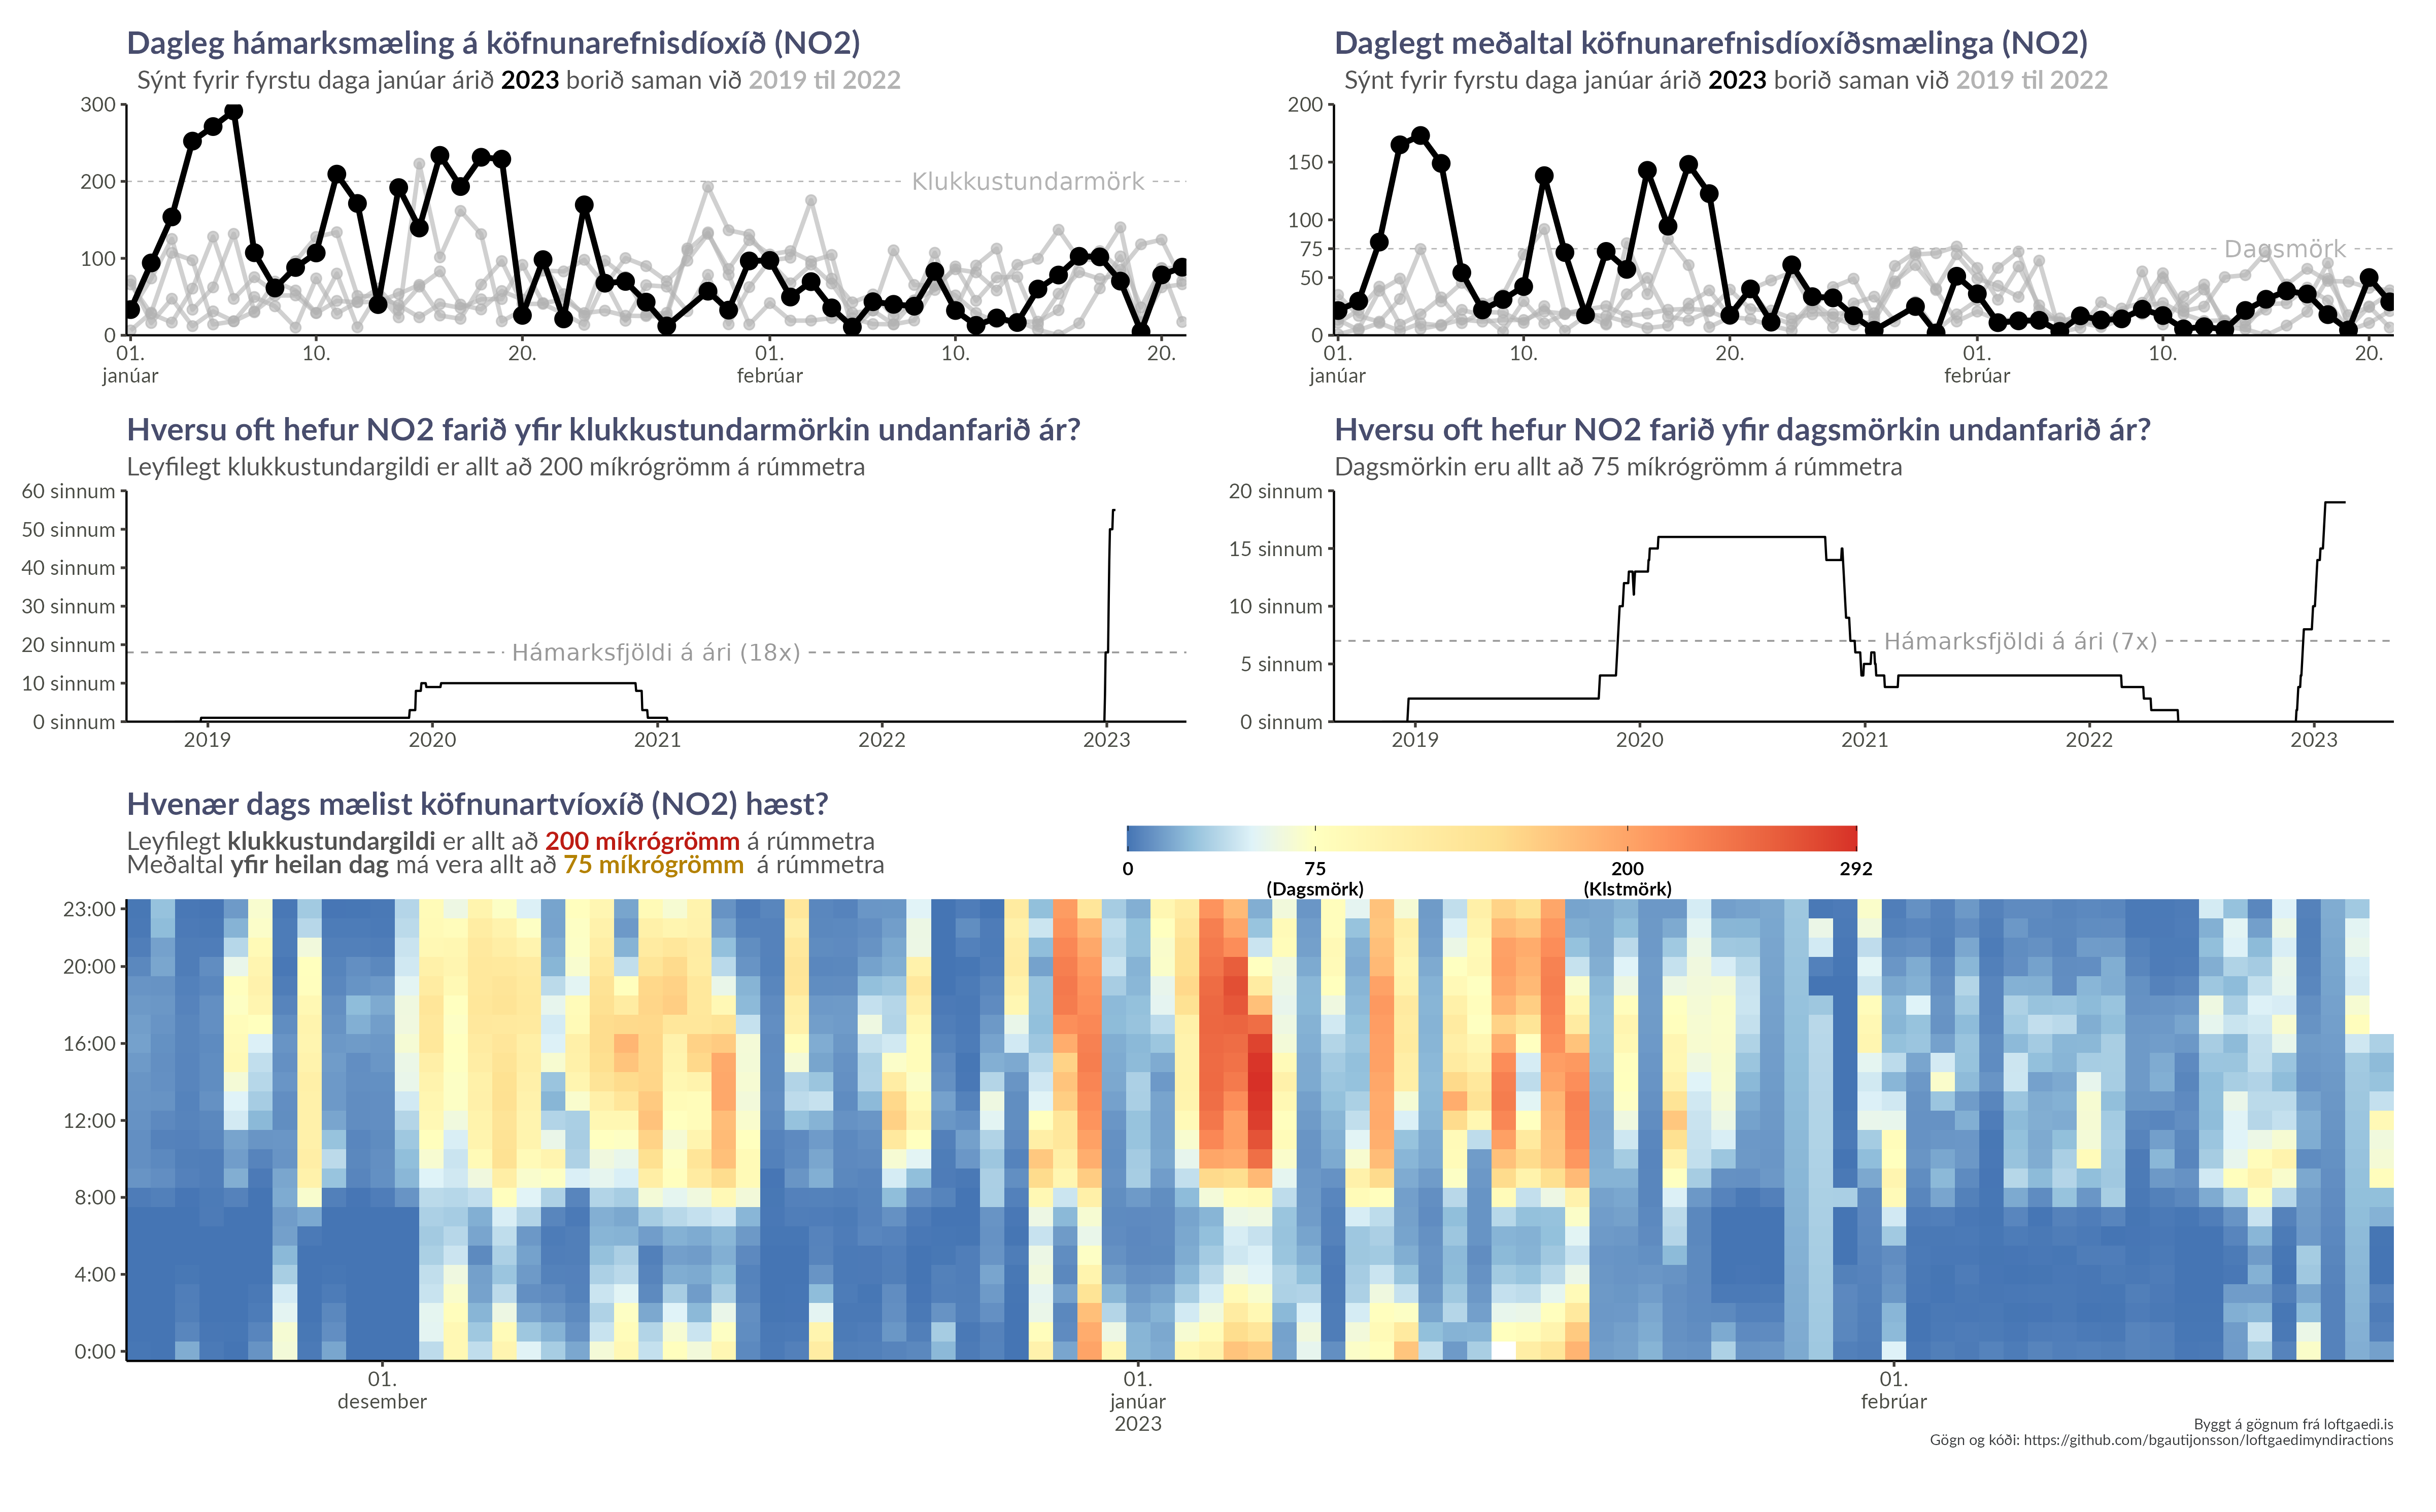 Dagleg hámarksmæling á köfnunarefnisdíoxíð (NO2)
Sýnt fyrir fyrstu daga janúar árið 2023 borið saman við 2019 til 2022
300
200
100
0
Klukkustundarmörk
01. 10. 20. 01. 10. 20.
janúar febrúar
Daglegt meðaltal köfnunarefnisdíoxíðsmælinga (NO2)
Sýnt fyrir fyrstu daga janúar árið 2023 borið saman við 2019 til 2022
200
150
100
75
50
0
Dagsmörk
01. 10. 20. 01. 10. 20.
janúar febrúar
Hversu oft hefur NO2 farið yfir klukkustundarmörkin undanfarið ár?
Leyfilegt klukkustundargildi er allt að 200 míkrógrömm á rúmmetra
60 sinnum
50 sinnum
40 sinnum
30 sinnum
20 sinnum
10 sinnum
0 sinnum
Hámarksfjöldi á ári (18x)
2019 2020 2021 2022 2023
Hversu oft hefur NO2 farið yfir dagsmörkin undanfarið ár?
Dagsmörkin eru allt að 75 míkrógrömm á rúmmetra
20 sinnum
15 sinnum
10 sinnum
5 sinnum
0 sinnum
Hámarksfjöldi á ári (7x)
2019 2020 2021 2022 2023
Hvenær dags mælist köfnunartvíoxíð (NO2) hæst?
Leyfilegt klukkustundargildi er allt að 200 míkrógrömm á rúmmetra
Meðaltal yfir heilan dag má vera allt að 75 míkrógrömm á rúmmetra
0 75 200 292
(Dagsmörk) (Klstmörk)
23:00
20:00
16:00
12:00
8:00
4:00
0:00
01. 01. 01.
desember janúar febrúar
2023
Byggt á gögnum frá loftgaedi.is
Gögn og kóði: https://github.com/bgautijonsson/loftgaedimyndiractions